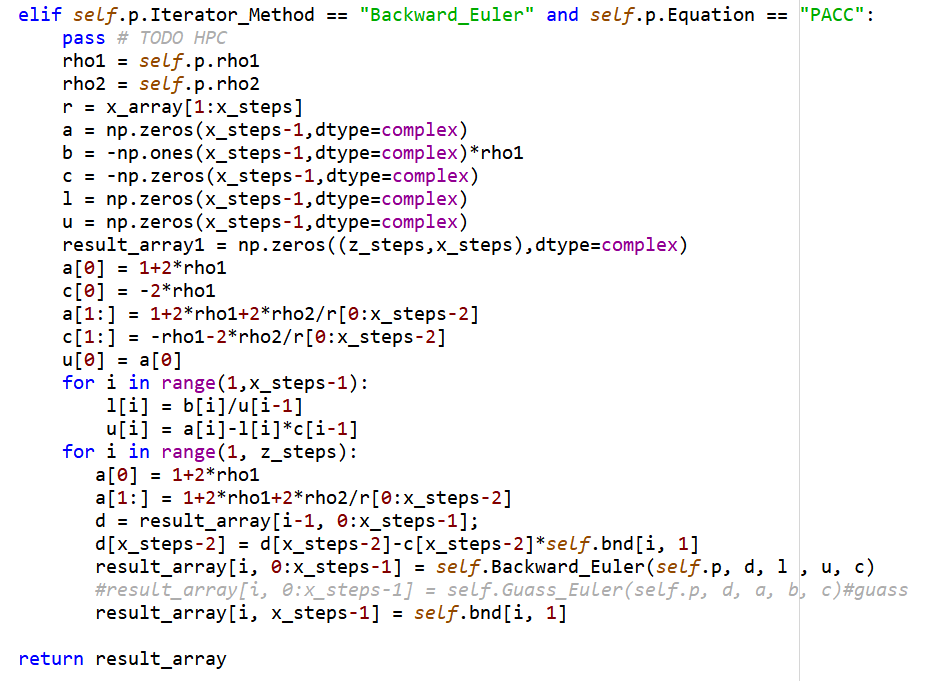 elif self.p.Iterator_Method == "Backward_Euler" and self.p.Equation == "PACC":
    pass # TODO HPC
    rho1 = self.p.rho1
    rho2 = self.p.rho2
    r = x_array[1:x_steps]
    a = np.zeros(x_steps-1,dtype=complex)
    b = -np.ones(x_steps-1,dtype=complex)*rho1
    c = -np.zeros(x_steps-1,dtype=complex)
    l = np.zeros(x_steps-1,dtype=complex)
    u = np.zeros(x_steps-1,dtype=complex)
    result_array1 = np.zeros((z_steps,x_steps),dtype=complex)
    a[0] = 1+2*rho1
    c[0] = -2*rho1
    a[1:] = 1+2*rho1+2*rho2/r[0:x_steps-2]
    c[1:] = -rho1-2*rho2/r[0:x_steps-2]
    u[0] = a[0]
    for i in range(1,x_steps-1):
        l[i] = b[i]/u[i-1]
        u[i] = a[i]-l[i]*c[i-1]
    for i in range(1, z_steps):
       a[0] = 1+2*rho1
       a[1:] = 1+2*rho1+2*rho2/r[0:x_steps-2]
       d = result_array[i-1, 0:x_steps-1];
       d[x_steps-2] = d[x_steps-2]-c[x_steps-2]*self.bnd[i, 1]
       result_array[i, 0:x_steps-1] = self.Backward_Euler(self.p, d, l , u, c)
       #result_array[i, 0:x_steps-1] = self.Guass_Euler(self.p, d, a, b, c)#guass
       result_array[i, x_steps-1] = self.bnd[i, 1]
return result_array